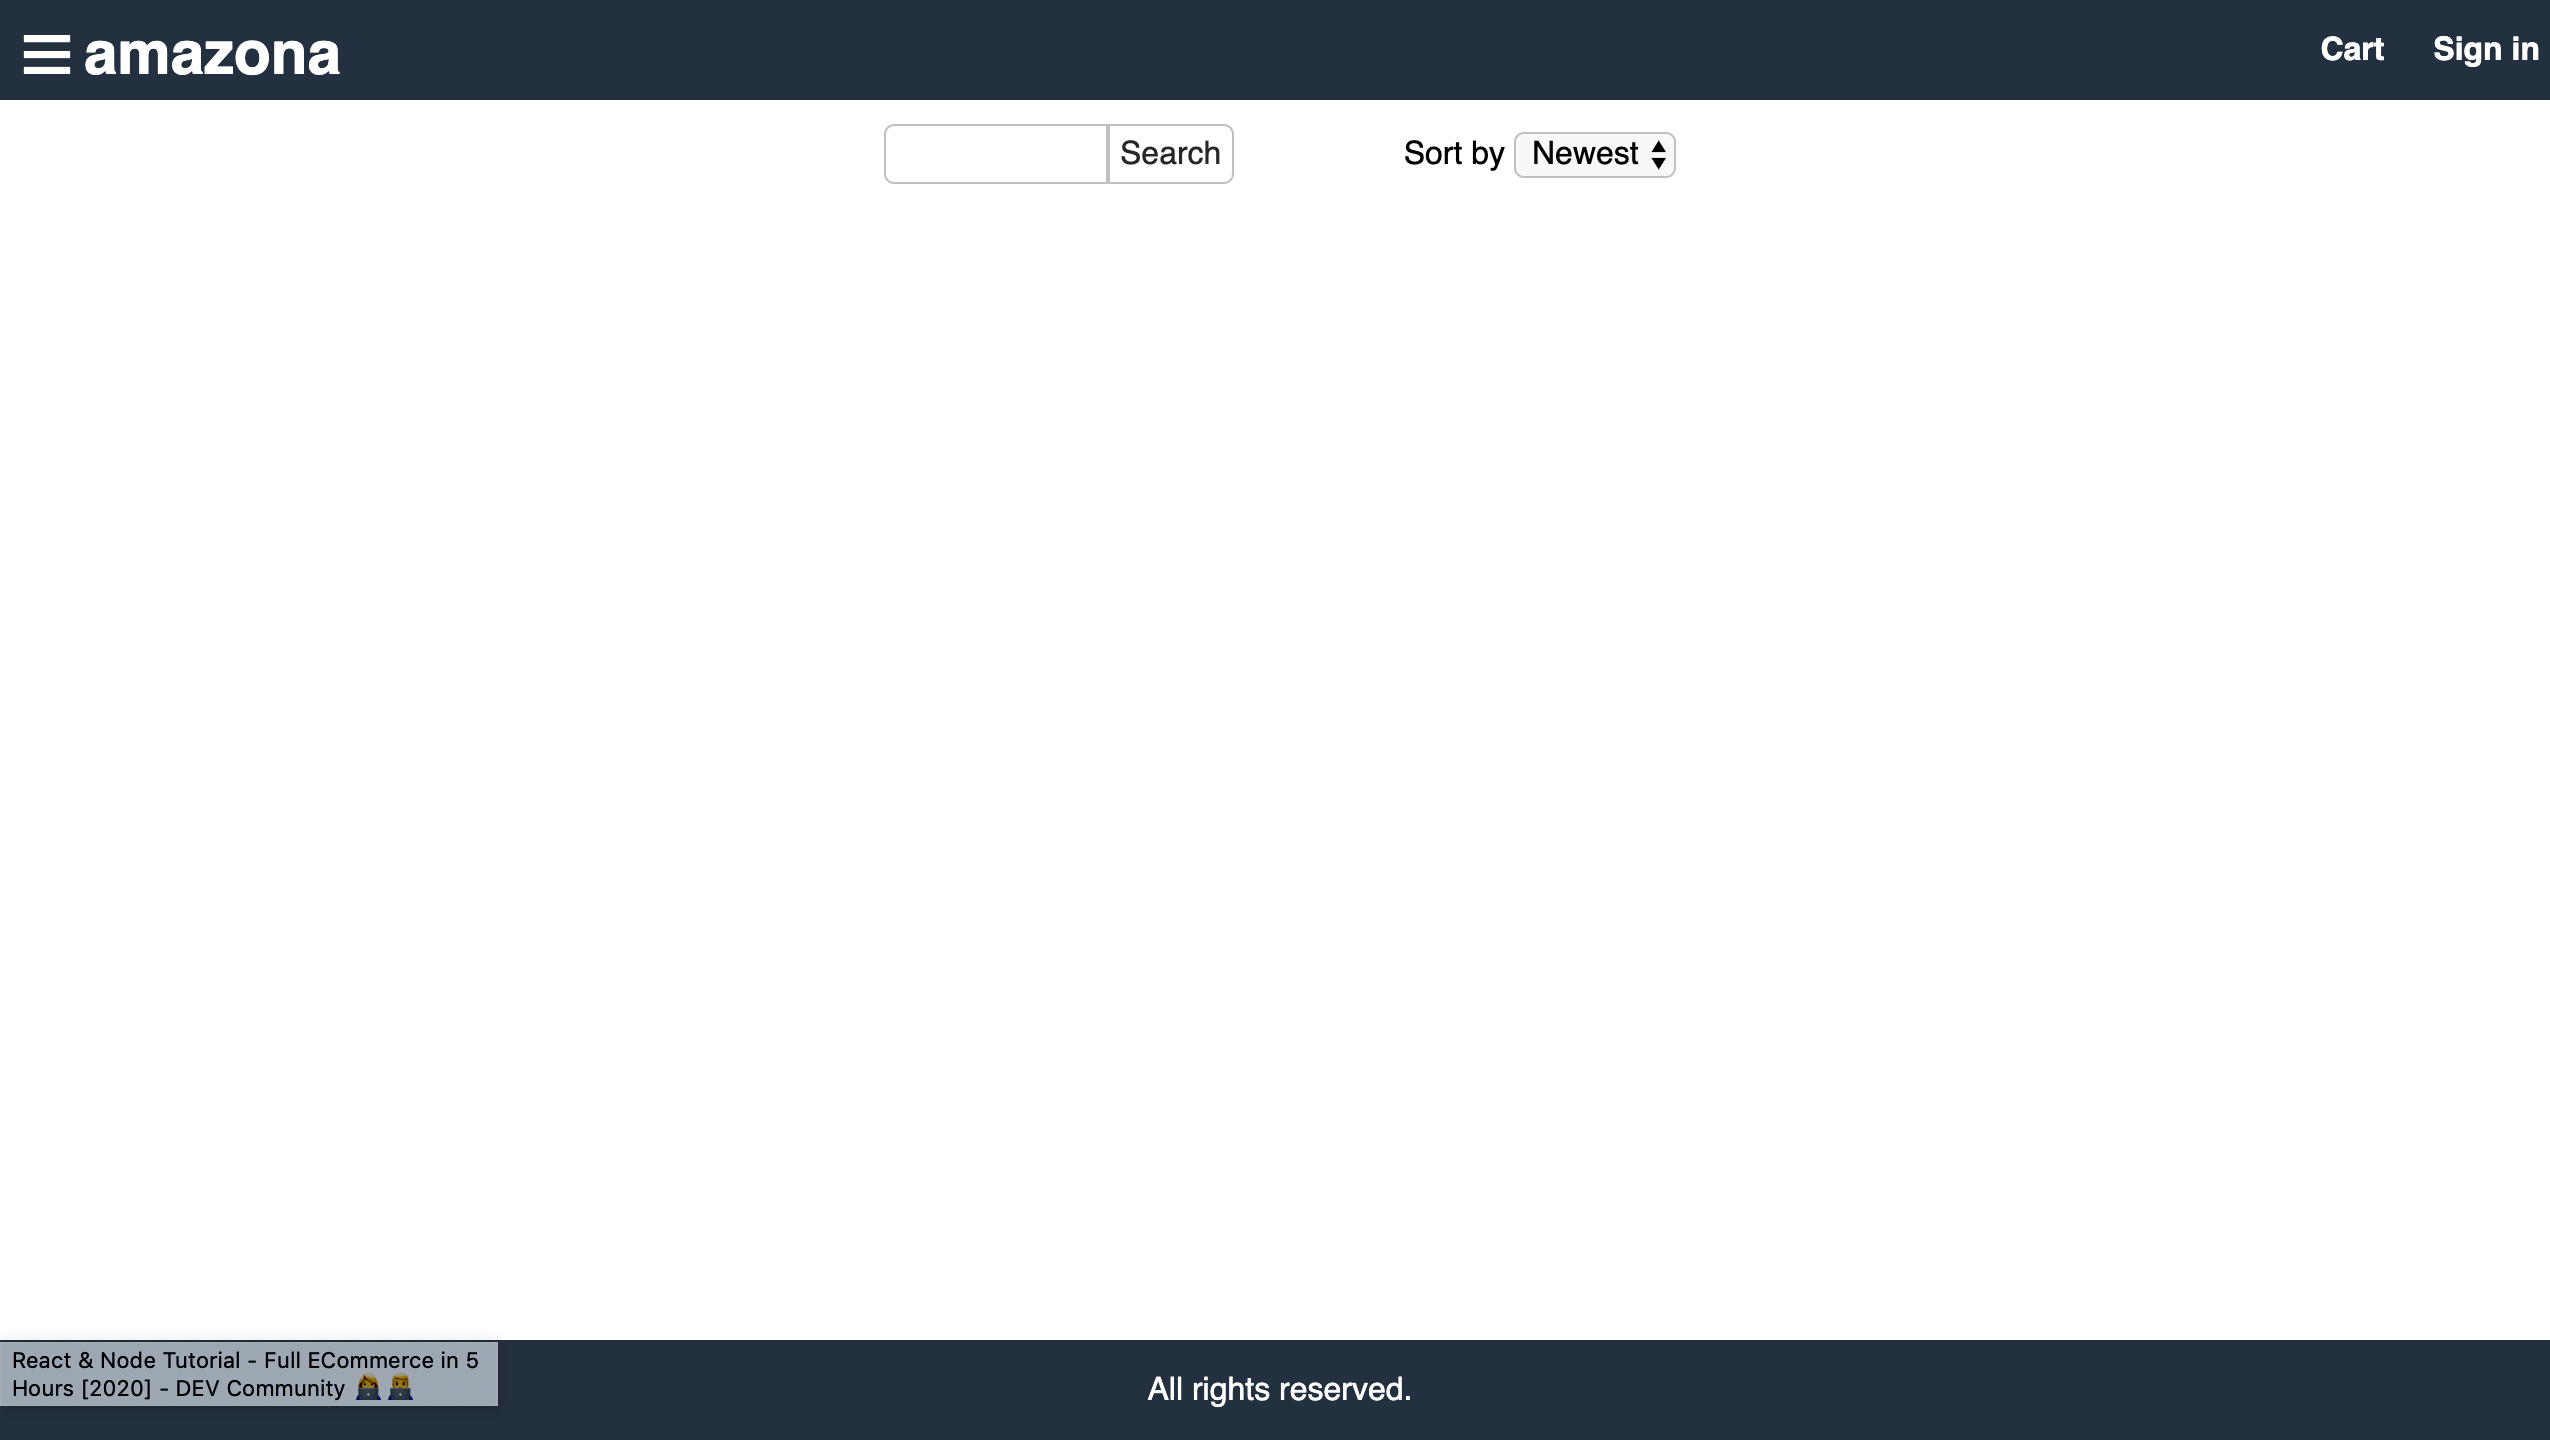 amazona
Cart
Sign in
Search
Sort by
Newest
React & Node Tutorial - Full ECommerce in 5
Hours [2020] - DEV Community 👩‍💻👨‍💻
All rights reserved.